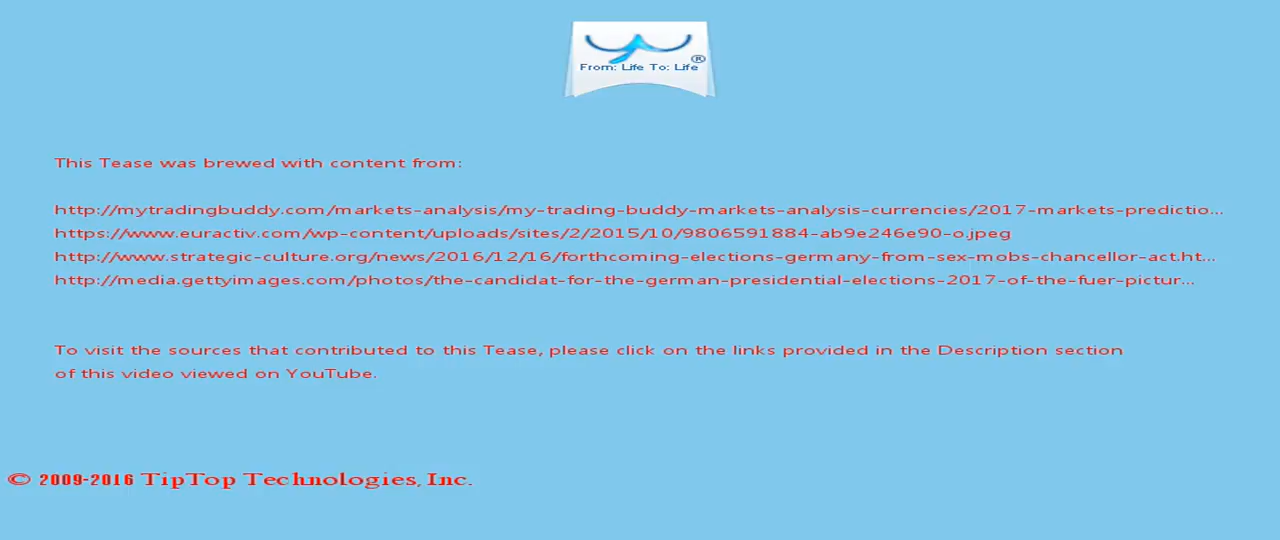 From: Life To: Life®
This Tease was brewed with content from:
http://mytradingbuddy.com/markets-analysis/my-trading-buddy-markets-analysis-currencies/2017-markets-predictio...
https://www.euractiv.com/wp-content/uploads/sites/2/2015/10/9806591884-ab9e246e90-o.jpeg
http://www.strategic-culture.org/news/2016/12/16/forthcoming-elections-germany-from-sex-mobs-chancellor-act.ht...
http://media.gettyimages.com/photos/the-candidat-for-the-german-presidential-elections-2017-of-the-fuer-pictur...
To visit the sources that contributed to this Tease, please click on the links provided in the Description section
of this video viewed on YouTube.
© 2009-2016 TipTop Technologies, Inc.